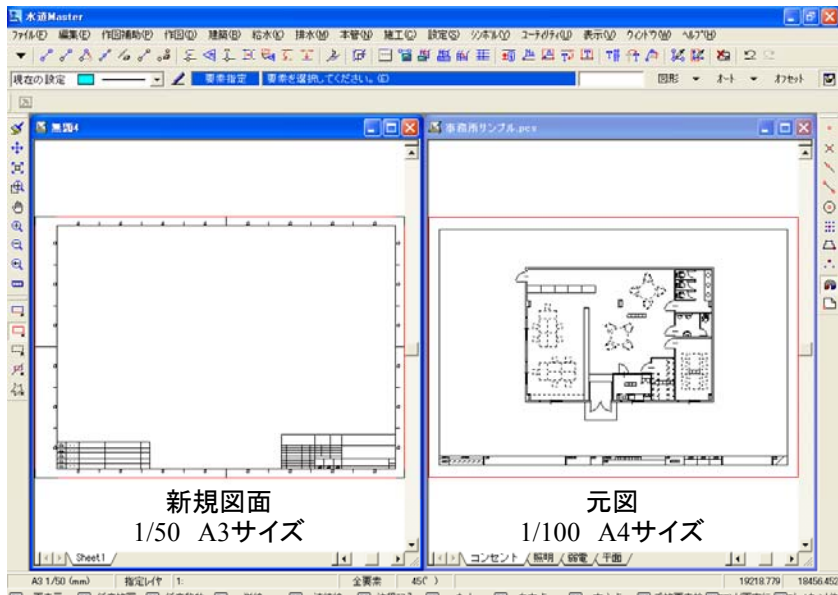 水道Master
ファイル(F) 編集(E) 作図補助(P) 作図(D) 建築(B) 給水(K) 排水(M) 本管(N) 施工(C) 設定(S) シンボル(Y) ユーティリティ(U) 表示(V) ウィンドウ(W) ヘルプ(H)
現在の設定 要素指定 要素を選択してください。(E) 図形 オート オフセット
無題4
事務所サンプル.pcs
新規図面
1/50 A3サイズ
元図
1/100 A4サイズ
Sheet1
コンセント 照明 弱電 平面
A3 1/50 (mm) 指定レイヤ 1: 全要素 45(°) 19218.779 18456.452